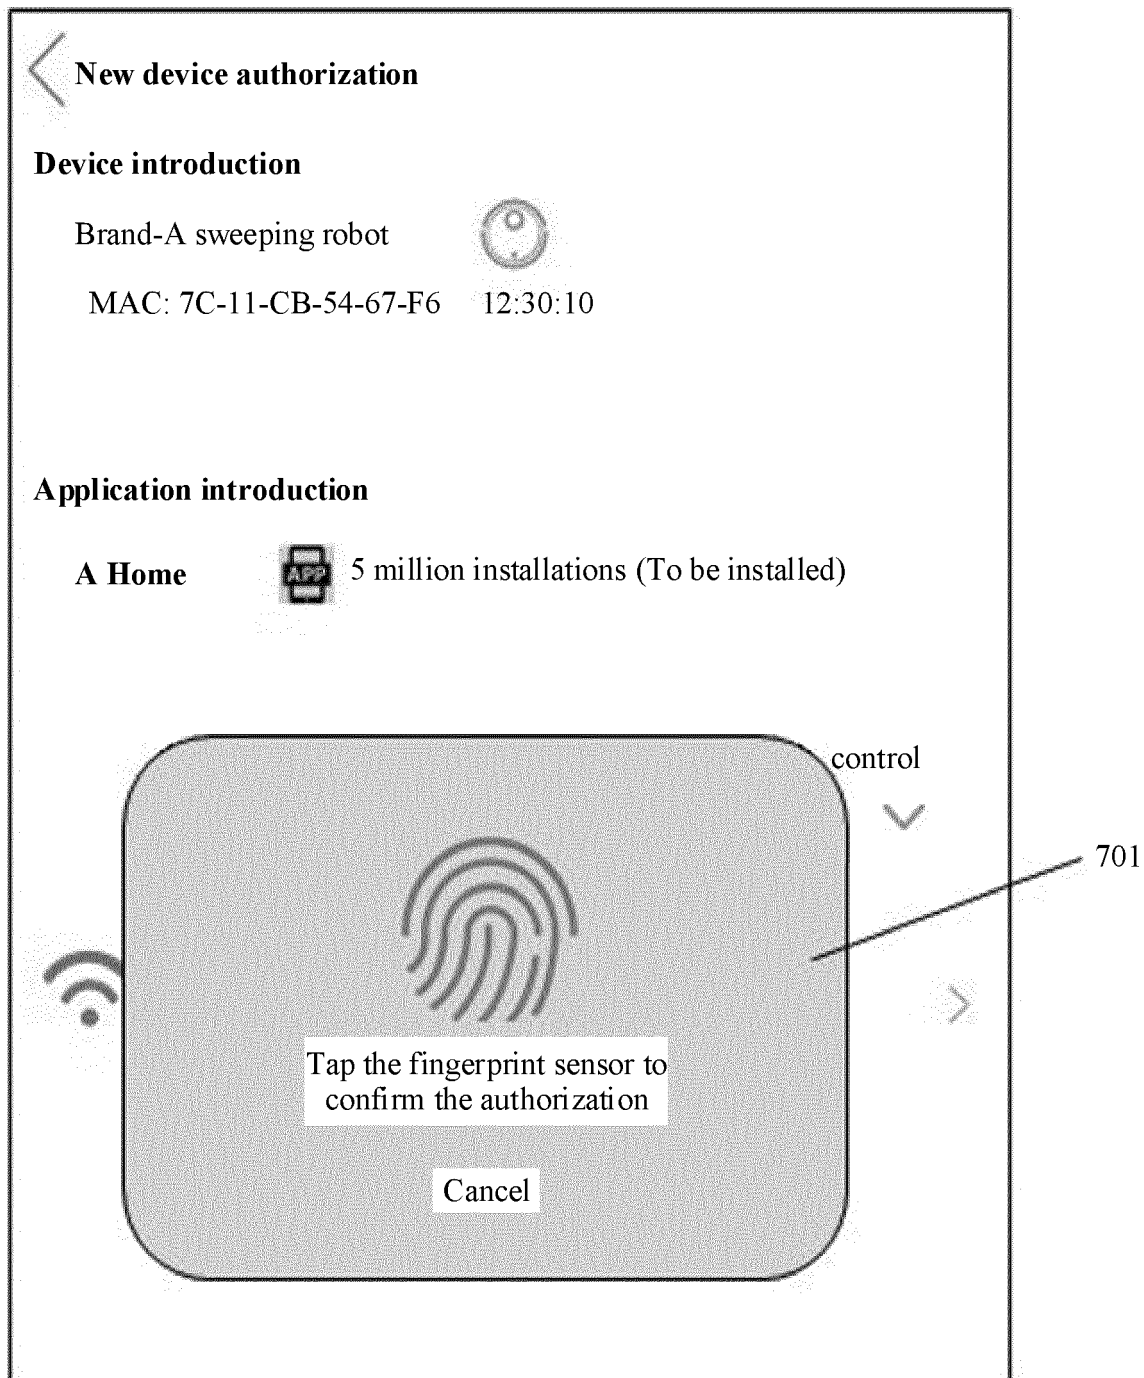 New device authorization
Device introduction
Brand-A sweeping robot
MAC: 7C-11-CB-54-67-F6 12:30:10
Application introduction
A Home APP 5 million installations (To be installed)
control
701
Tap the fingerprint sensor to
confirm the authorization
Cancel